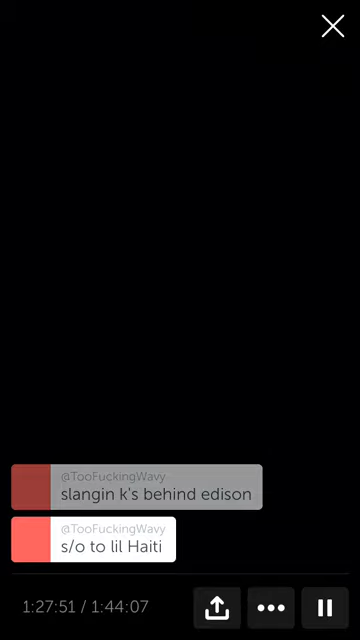 @TooFuckingWavy
slangin k's behind edison
@TooFuckingWavy
s/o to lil Haiti
1:27:51 / 1:44:07